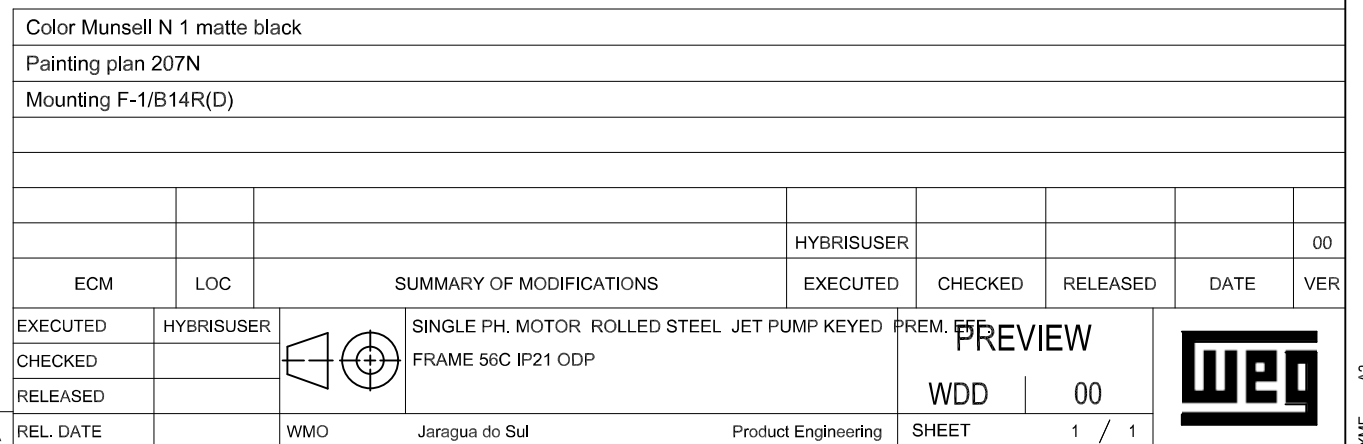 Color Munsell N 1 matte black
Painting plan 207N
Mounting F-1/B14R(D)
HYBRISUSER 00
ECM LOC SUMMARY OF MODIFICATIONS EXECUTED CHECKED RELEASED DATE VER
EXECUTED HYBRISUSER SINGLE PH. MOTOR ROLLED STEEL JET PUMP KEYED PREM. EFF.
PREVIEW
CHECKED FRAME 56C IP21 ODP
RELEASED WDD 00
REL. DATE WMO Jaragua do Sul Product Engineering SHEET 1 / 1
weg